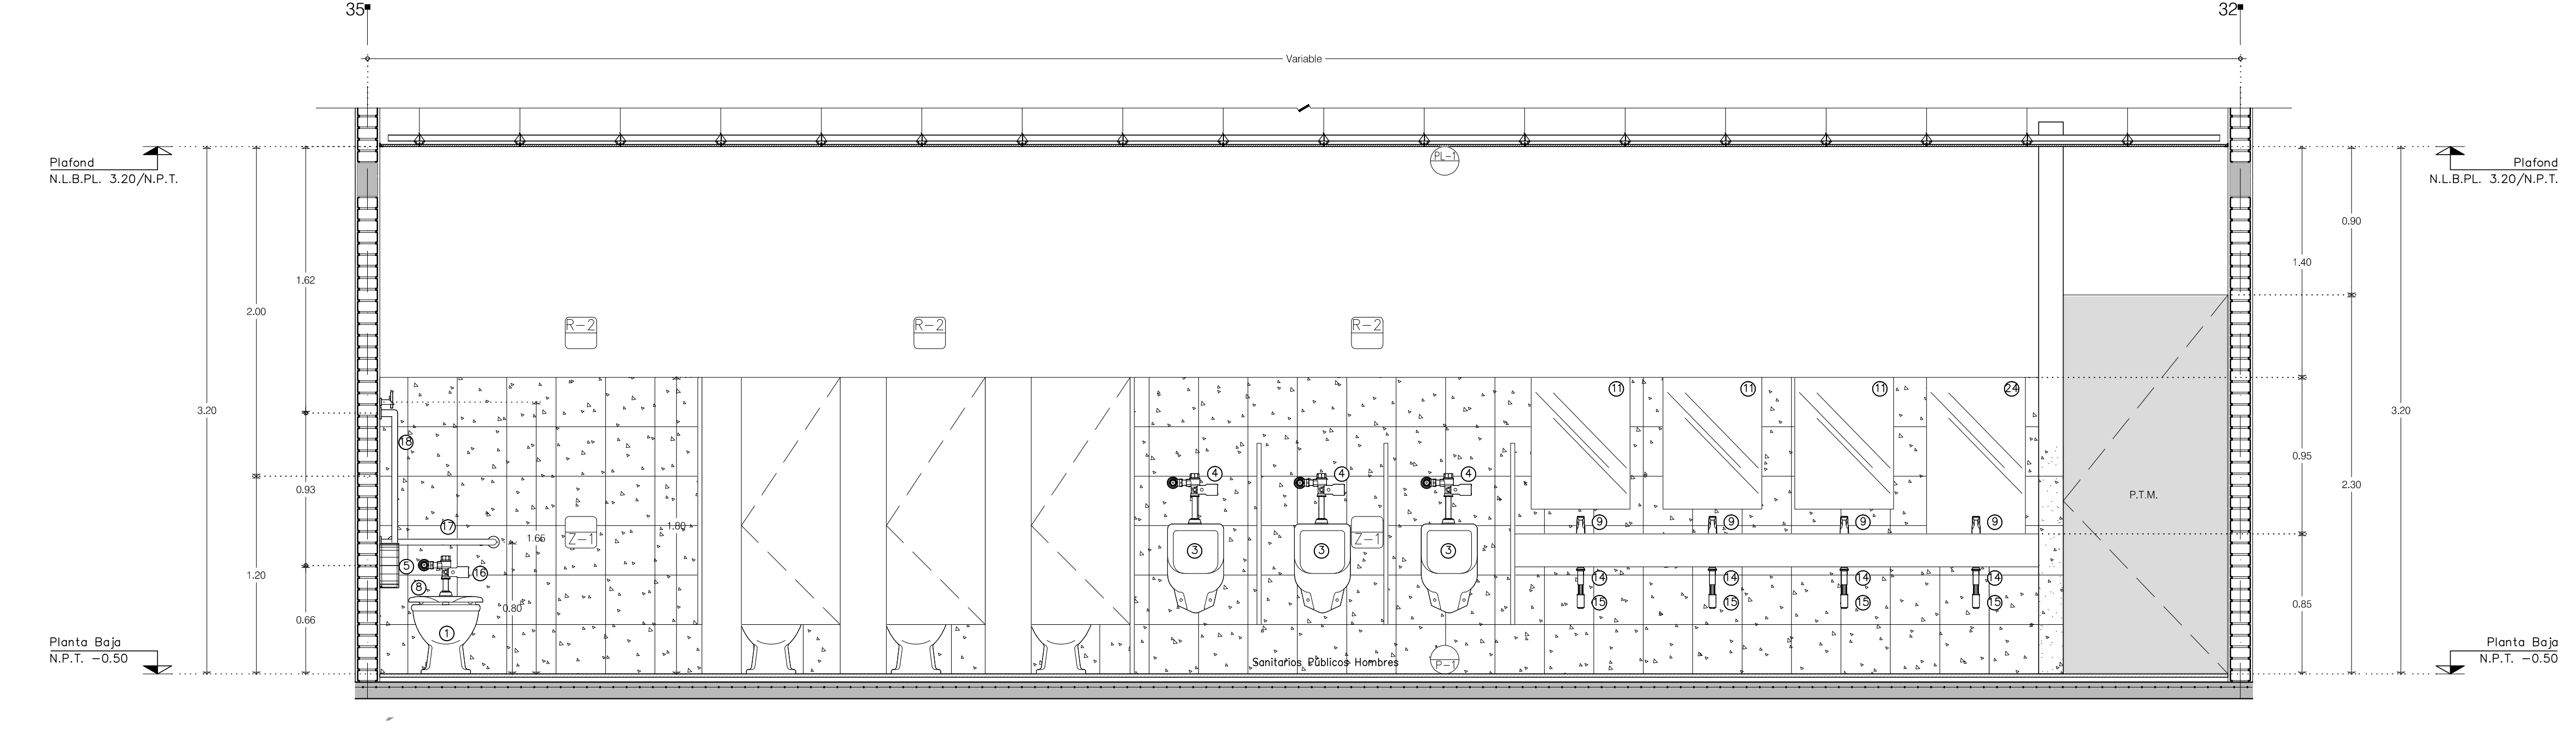 35
32
Variable
Plafond
N.L.B.PL. 3.20/N.P.T.
PL-1
Plafond
N.L.B.PL. 3.20/N.P.T.
0.90
1.62
1.40
2.00
R-2
R-2
R-2
11
11
11
24
3.20
3.20
18
0.95
4
4
4
0.93
2.30
P.T.M.
17
Z-1
1.80
Z-1
9
9
9
9
1.65
3
3
3
5
16
1.20
8
14
14
14
14
15
15
15
15
0.80
0.85
0.66
1
Planta Baja
N.P.T. -0.50
Sanitarios Públicos Hombres
P-1
Planta Baja
N.P.T. -0.50